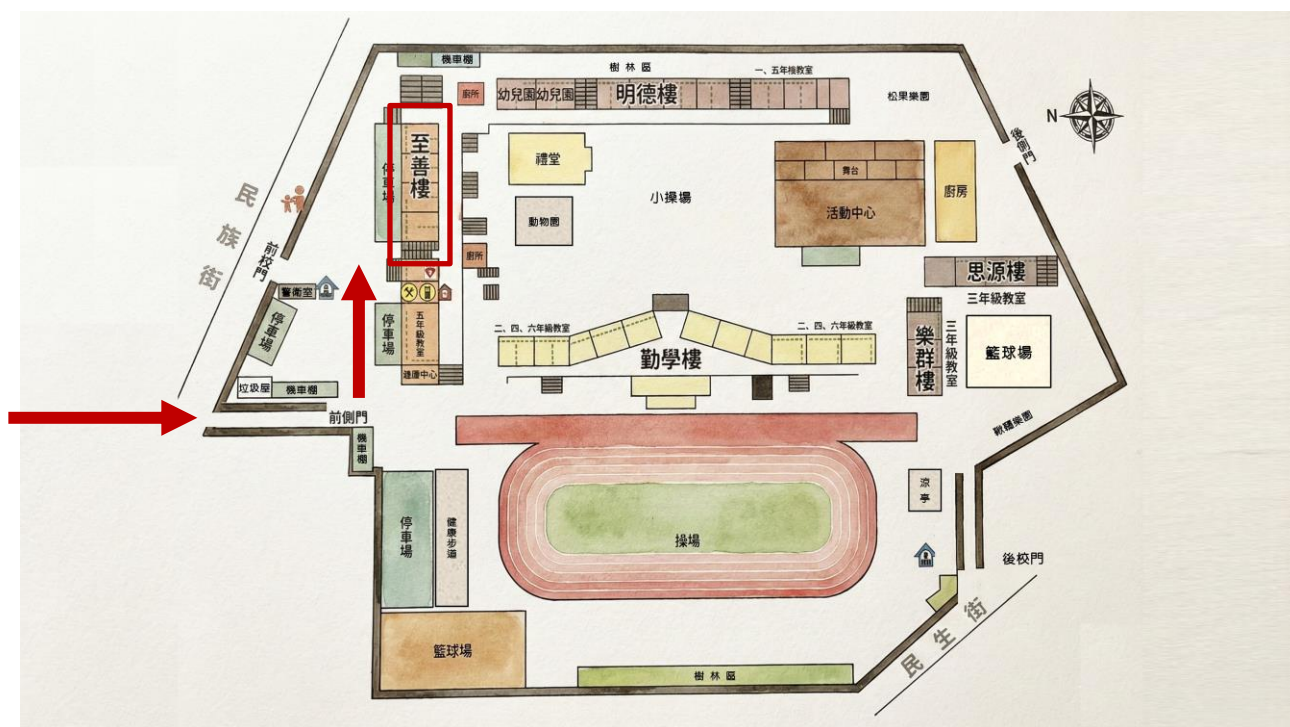 機車棚
樹林區
一、五年級教室
廁所
幼兒園
幼兒園
明德樓
松果樂園
N
後側門
至善樓
停車場
禮堂
舞台
活動中心
廚房
小操場
動物園
民族街
前校門
廁所
思源樓
三年級教室
警衛室
停車場
停車場
五年級教室
二、四、六年級教室
二、四、六年級教室
勤學樓
樂群樓
三年級教室
籃球場
垃圾屋
機車棚
前側門
機車棚
鞦韆樂園
停車場
健康步道
操場
涼亭
後校門
民生街
籃球場
樹林區